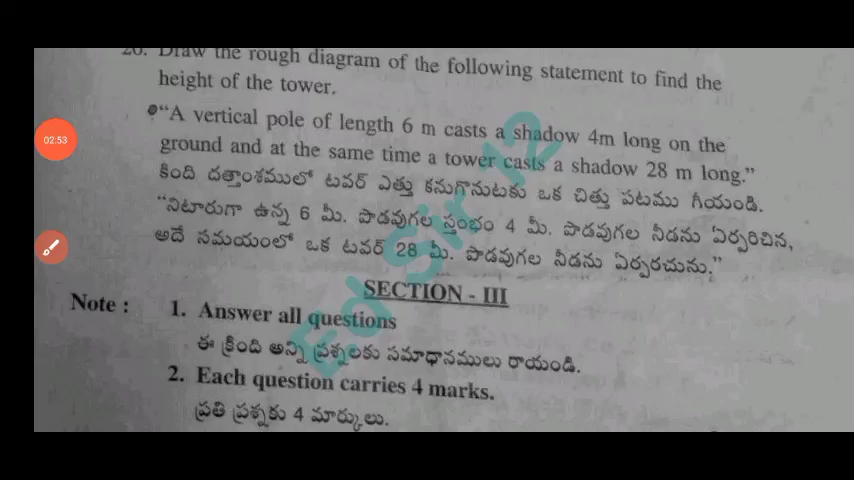 20. Draw the rough diagram of the following statement to find the
height of the tower.
"A vertical pole of length 6 m casts a shadow 4m long on the
ground and at the same time a tower casts a shadow 28 m long."
కింది దత్తాంశములో టవర్ ఎత్తు కనుగొనుటకు ఒక చిత్తు పటము గీయండి.
"నిటారుగా ఉన్న 6 మీ. పొడవుగల స్తంభం 4 మీ. పొడవుగల నీడను ఏర్పరిచిన,
అదే సమయంలో ఒక టవర్ 28 మీ. పొడవుగల నీడను ఏర్పరచును."
SECTION - III
Note : 1. Answer all questions
ఈ క్రింది అన్ని ప్రశ్నలకు సమాధానములు రాయండి.
2. Each question carries 4 marks.
ప్రతి ప్రశ్నకు 4 మార్కులు.
02:53
Ed Sir 12